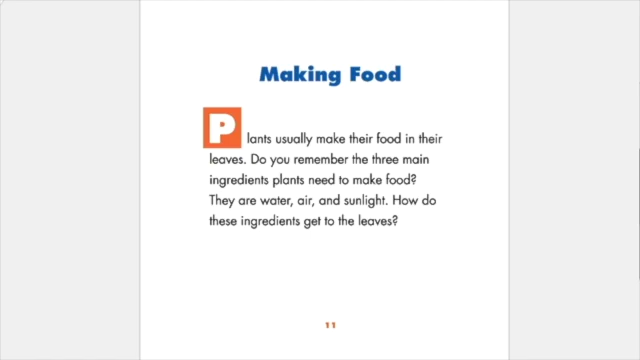 Making Food
Plants usually make their food in their
leaves. Do you remember the three main
ingredients plants need to make food?
They are water, air, and sunlight. How do
these ingredients get to the leaves?
11